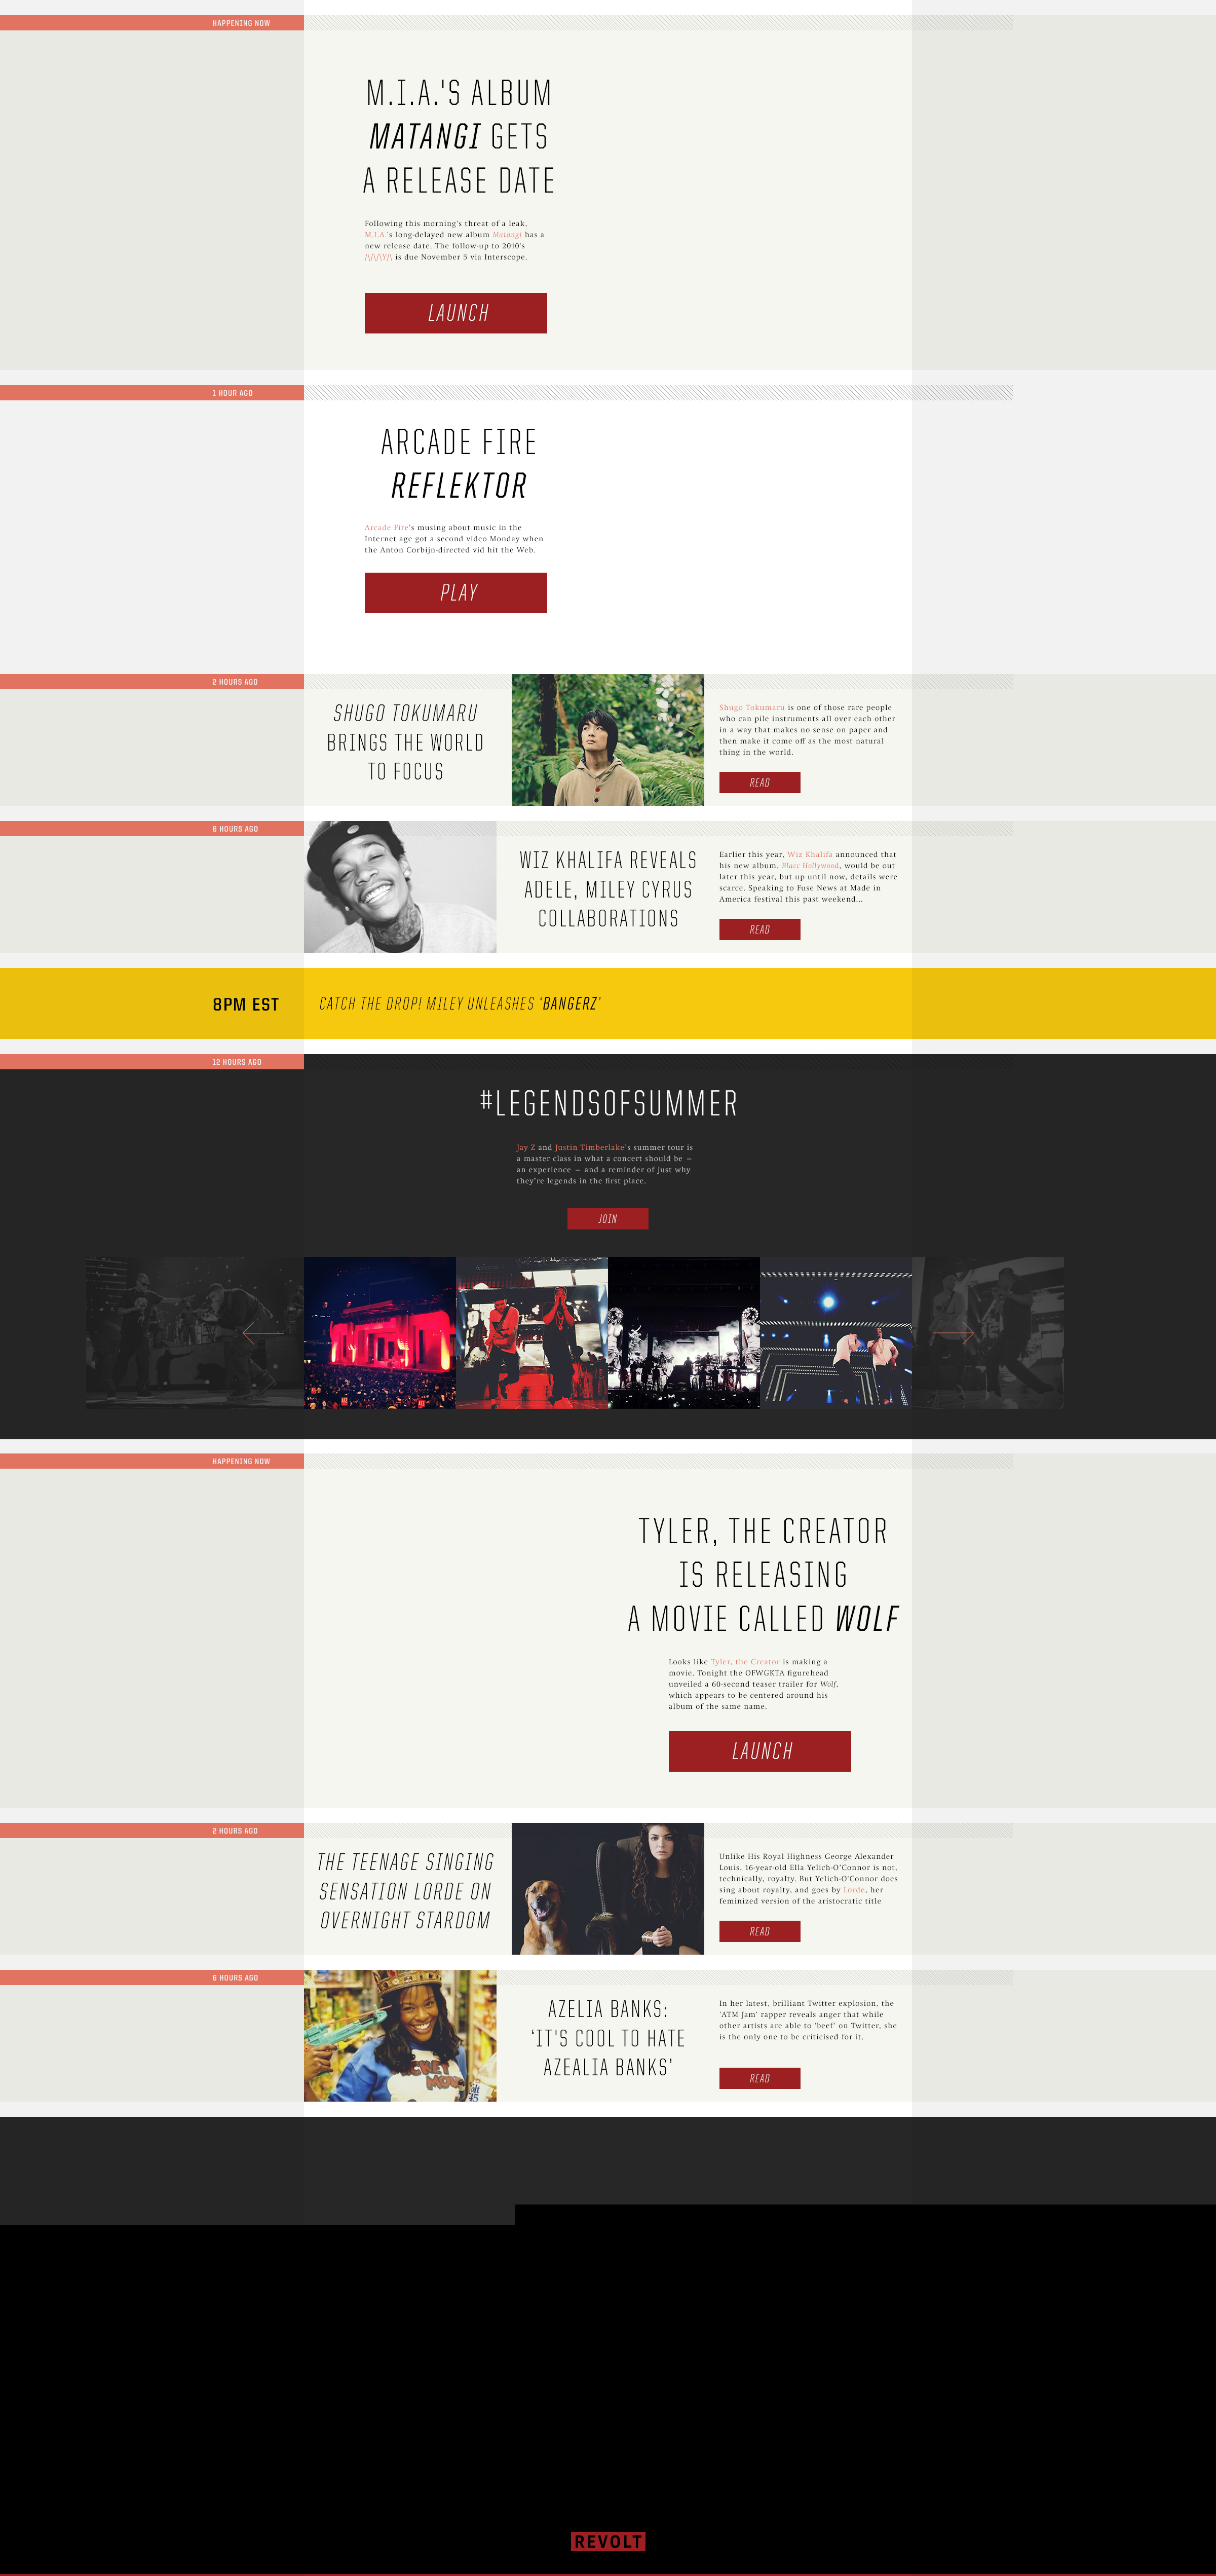 HAPPENING NOW
M.I.A.'S ALBUM
MATANGI GETS
A RELEASE DATE
Following this morning's threat of a leak,
M.I.A.'s long-delayed new album Matangi has a
new release date. The follow-up to 2010's
/\/\/\Y/\ is due November 5 via Interscope.
LAUNCH
1 HOUR AGO
ARCADE FIRE
REFLEKTOR
Arcade Fire's musing about music in the
Internet age got a second video Monday when
the Anton Corbijn-directed vid hit the Web.
PLAY
2 HOURS AGO
SHUGO TOKUMARU
BRINGS THE WORLD
TO FOCUS
Shugo Tokumaru is one of those rare people
who can pile instruments all over each other
in a way that makes no sense on paper and
then make it come off as the most natural
thing in the world.
READ
6 HOURS AGO
WIZ KHALIFA REVEALS
ADELE, MILEY CYRUS
COLLABORATIONS
Earlier this year, Wiz Khalifa announced that
his new album, Blacc Hollywood, would be out
later this year, but up until now, details were
scarce. Speaking to Fuse News at Made in
America festival this past weekend...
READ
8PM EST
CATCH THE DROP! MILEY UNLEASHES 'BANGERZ'
12 HOURS AGO
#LEGENDSOFSUMMER
Jay Z and Justin Timberlake's summer tour is
a master class in what a concert should be –
an experience – and a reminder of just why
they're legends in the first place.
JOIN
HAPPENING NOW
TYLER, THE CREATOR
IS RELEASING
A MOVIE CALLED WOLF
Looks like Tyler, the Creator is making a
movie. Tonight the OFWGKTA figurehead
unveiled a 60-second teaser trailer for Wolf,
which appears to be centered around his
album of the same name.
LAUNCH
2 HOURS AGO
THE TEENAGE SINGING
SENSATION LORDE ON
OVERNIGHT STARDOM
Unlike His Royal Highness George Alexander
Louis, 16-year-old Ella Yelich-O'Connor is not,
technically, royalty. But Yelich-O'Connor does
sing about royalty, and goes by Lorde, her
feminized version of the aristocratic title
READ
6 HOURS AGO
AZELIA BANKS:
'IT'S COOL TO HATE
AZEALIA BANKS'
In her latest, brilliant Twitter explosion, the
'ATM Jam' rapper reveals anger that while
other artists are able to 'beef' on Twitter, she
is the only one to be criticised for it.
READ
REVOLT